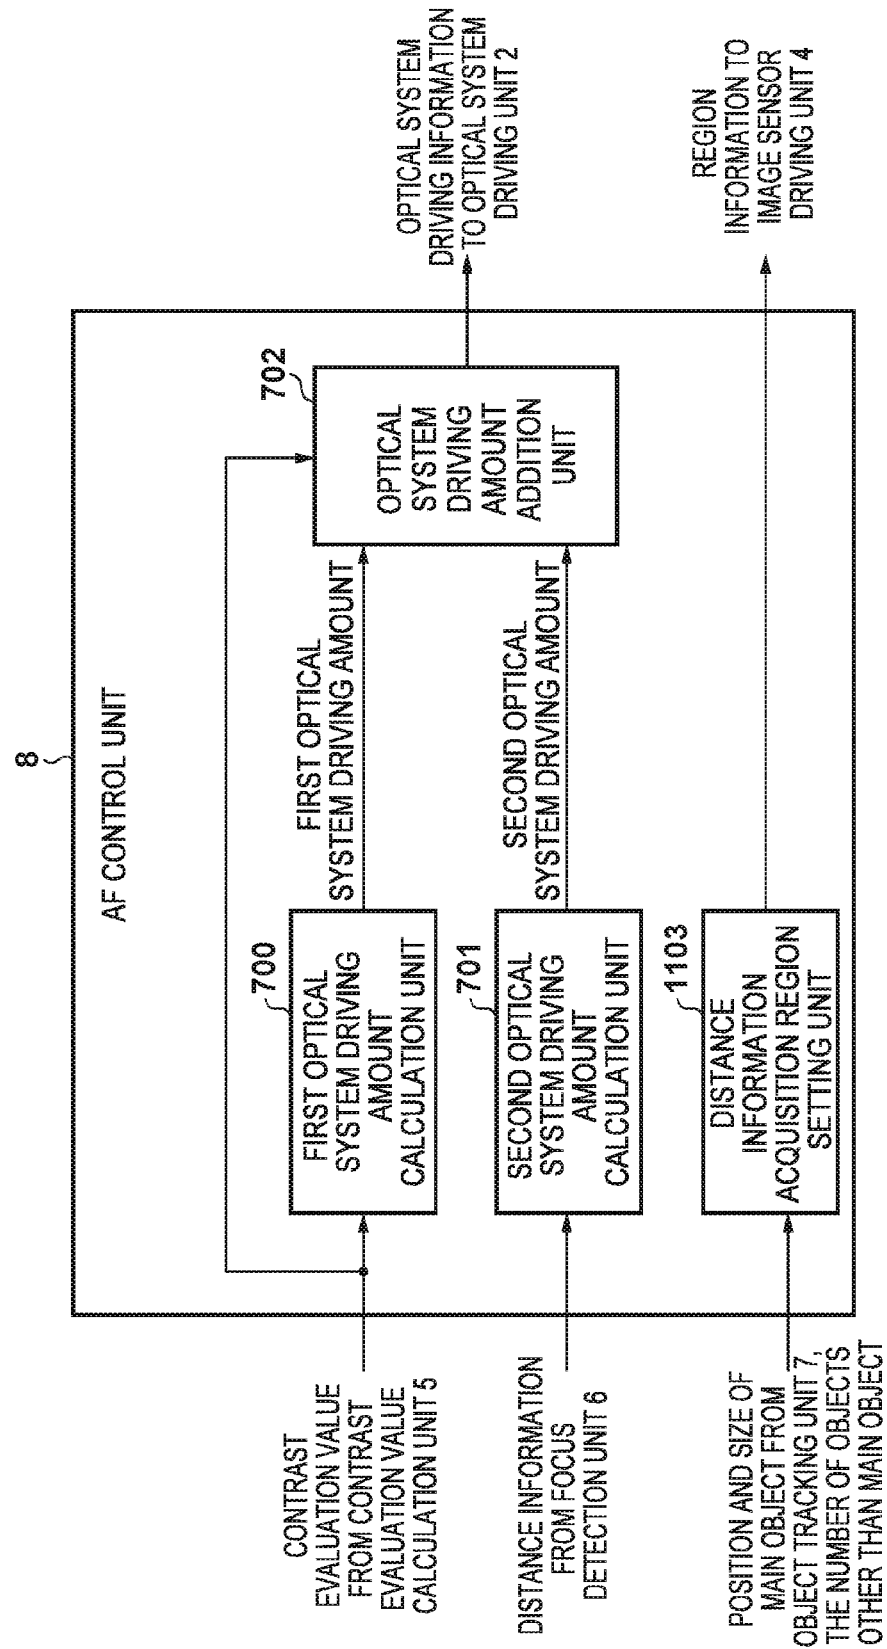 8
AF CONTROL UNIT
CONTRAST
EVALUATION VALUE
FROM CONTRAST
EVALUATION VALUE
CALCULATION UNIT 5
700
FIRST OPTICAL
SYSTEM DRIVING
AMOUNT
CALCULATION UNIT
FIRST OPTICAL
SYSTEM DRIVING AMOUNT
702
OPTICAL
SYSTEM
DRIVING
AMOUNT
ADDITION
UNIT
OPTICAL SYSTEM
DRIVING INFORMATION
TO OPTICAL SYSTEM
DRIVING UNIT 2
DISTANCE INFORMATION
FROM FOCUS
DETECTION UNIT 6
701
SECOND OPTICAL
SYSTEM DRIVING
AMOUNT
CALCULATION UNIT
SECOND OPTICAL
SYSTEM DRIVING AMOUNT
POSITION AND SIZE OF
MAIN OBJECT FROM
OBJECT TRACKING UNIT 7,
THE NUMBER OF OBJECTS
OTHER THAN MAIN OBJECT
1103
DISTANCE
INFORMATION
ACQUISITION REGION
SETTING UNIT
REGION
INFORMATION TO
IMAGE SENSOR
DRIVING UNIT 4